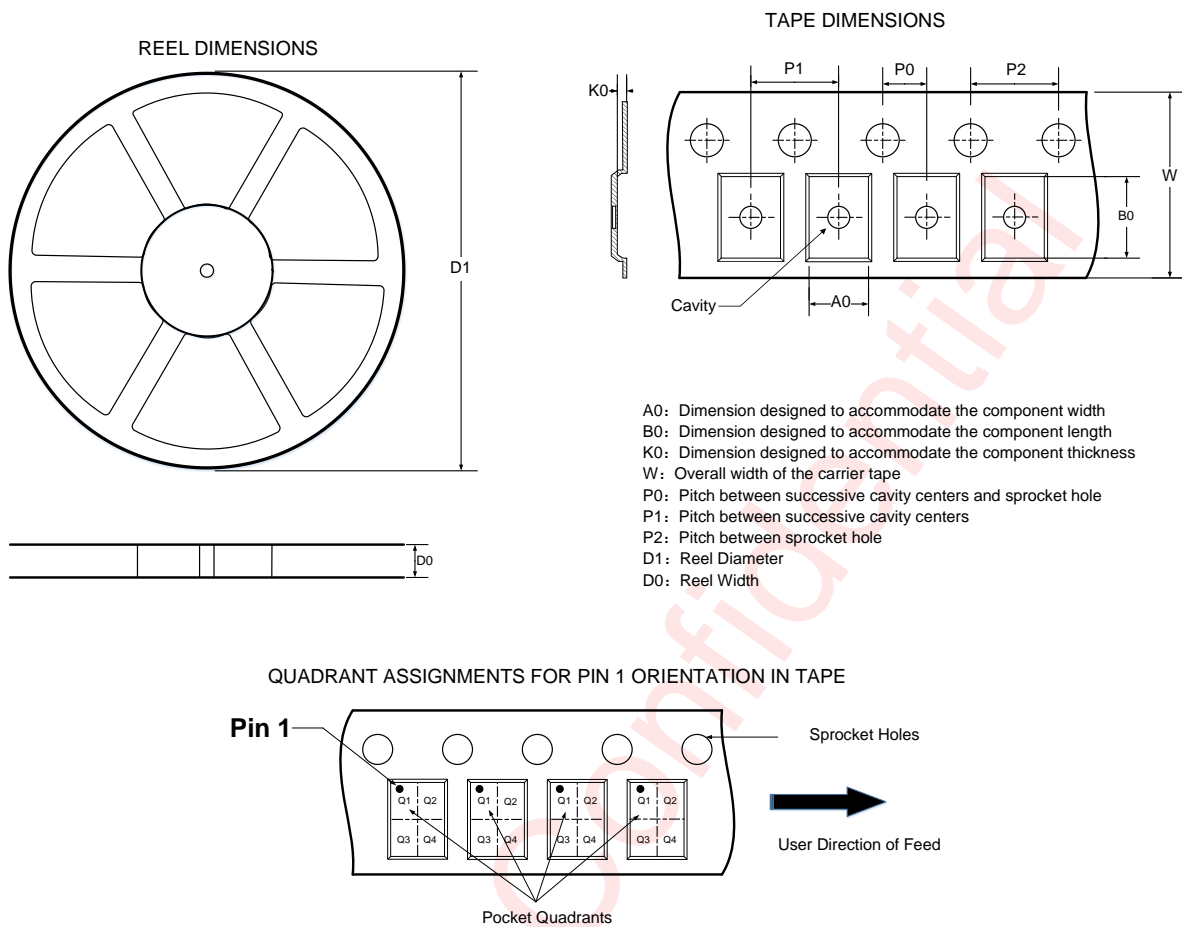 TAPE DIMENSIONS
REEL DIMENSIONS
D1
D0
K0
P1
P0
P2
W
B0
Cavity
A0
A0：Dimension designed to accommodate the component width
B0：Dimension designed to accommodate the component length
K0：Dimension designed to accommodate the component thickness
W：Overall width of the carrier tape
P0：Pitch between successive cavity centers and sprocket hole
P1：Pitch between successive cavity centers
P2：Pitch between sprocket hole
D1：Reel Diameter
D0：Reel Width
QUADRANT ASSIGNMENTS FOR PIN 1 ORIENTATION IN TAPE
Pin 1
Sprocket Holes
Q1 Q2 Q1 Q2 Q1 Q2 Q1 Q2
Q3 Q4 Q3 Q4 Q3 Q4 Q3 Q4
User Direction of Feed
Pocket Quadrants
Confidential